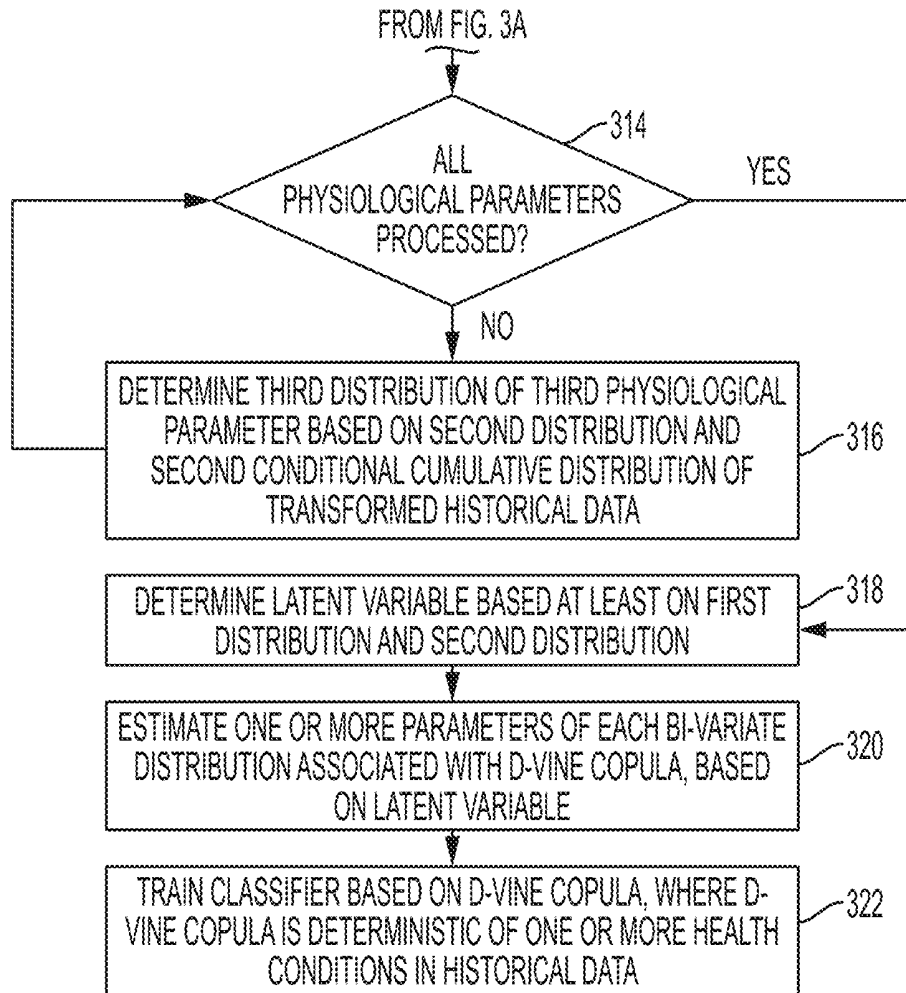 FROM FIG. 3A
314
ALL
PHYSIOLOGICAL PARAMETERS
PROCESSED?
YES
NO
DETERMINE THIRD DISTRIBUTION OF THIRD PHYSIOLOGICAL
PARAMETER BASED ON SECOND DISTRIBUTION AND
SECOND CONDITIONAL CUMULATIVE DISTRIBUTION OF
TRANSFORMED HISTORICAL DATA
316
DETERMINE LATENT VARIABLE BASED AT LEAST ON FIRST
DISTRIBUTION AND SECOND DISTRIBUTION
318
ESTIMATE ONE OR MORE PARAMETERS OF EACH BI-VARIATE
DISTRIBUTION ASSOCIATED WITH D-VINE COPULA, BASED
ON LATENT VARIABLE
320
TRAIN CLASSIFIER BASED ON D-VINE COPULA, WHERE D-
VINE COPULA IS DETERMINISTIC OF ONE OR MORE HEALTH
CONDITIONS IN HISTORICAL DATA
322